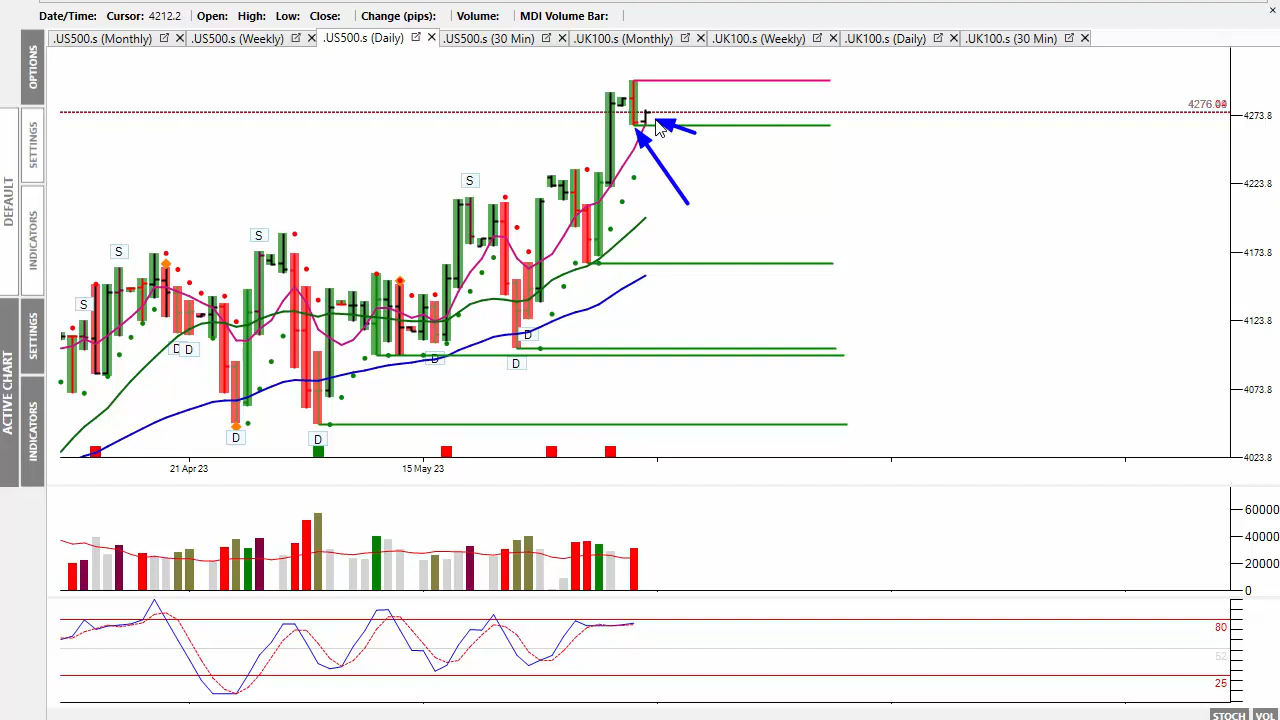 Date/Time: Cursor: 4212.2 Open: High: Low: Close: Change (pips): Volume: MDI Volume Bar:
.US500.s (Monthly) .US500.s (Weekly) .US500.s (Daily) .US500.s (30 Min) .UK100.s (Monthly) .UK100.s (Weekly) .UK100.s (Daily) .UK100.s (30 Min)
OPTIONS
DEFAULT
SETTINGS
INDICATORS
ACTIVE CHART
SETTINGS
INDICATORS
4273.8
S
4223.8
S
S
4173.8
S
4123.8
D
D
D
D
D
4073.8
D
D
4023.8
21 Apr 23
15 May 23
60000
40000
20000
0
80
52
25
STOCH
VOL